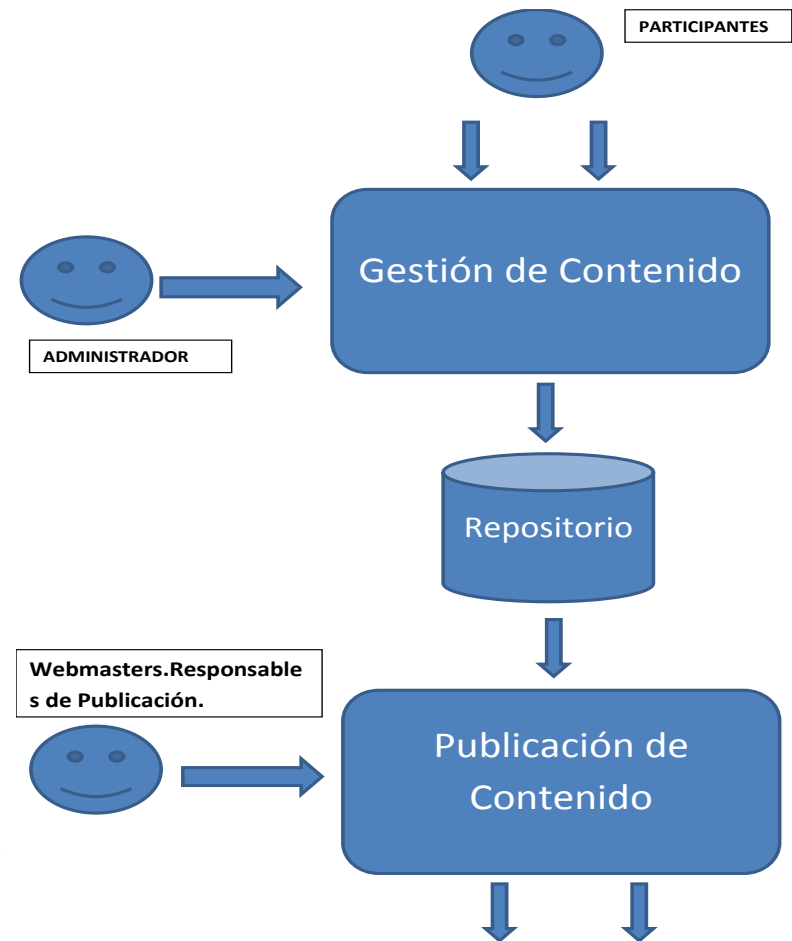 PARTICIPANTES
Gestión de Contenido
ADMINISTRADOR
Repositorio
Webmasters.Responsable
s de Publicación.
Publicación de
Contenido